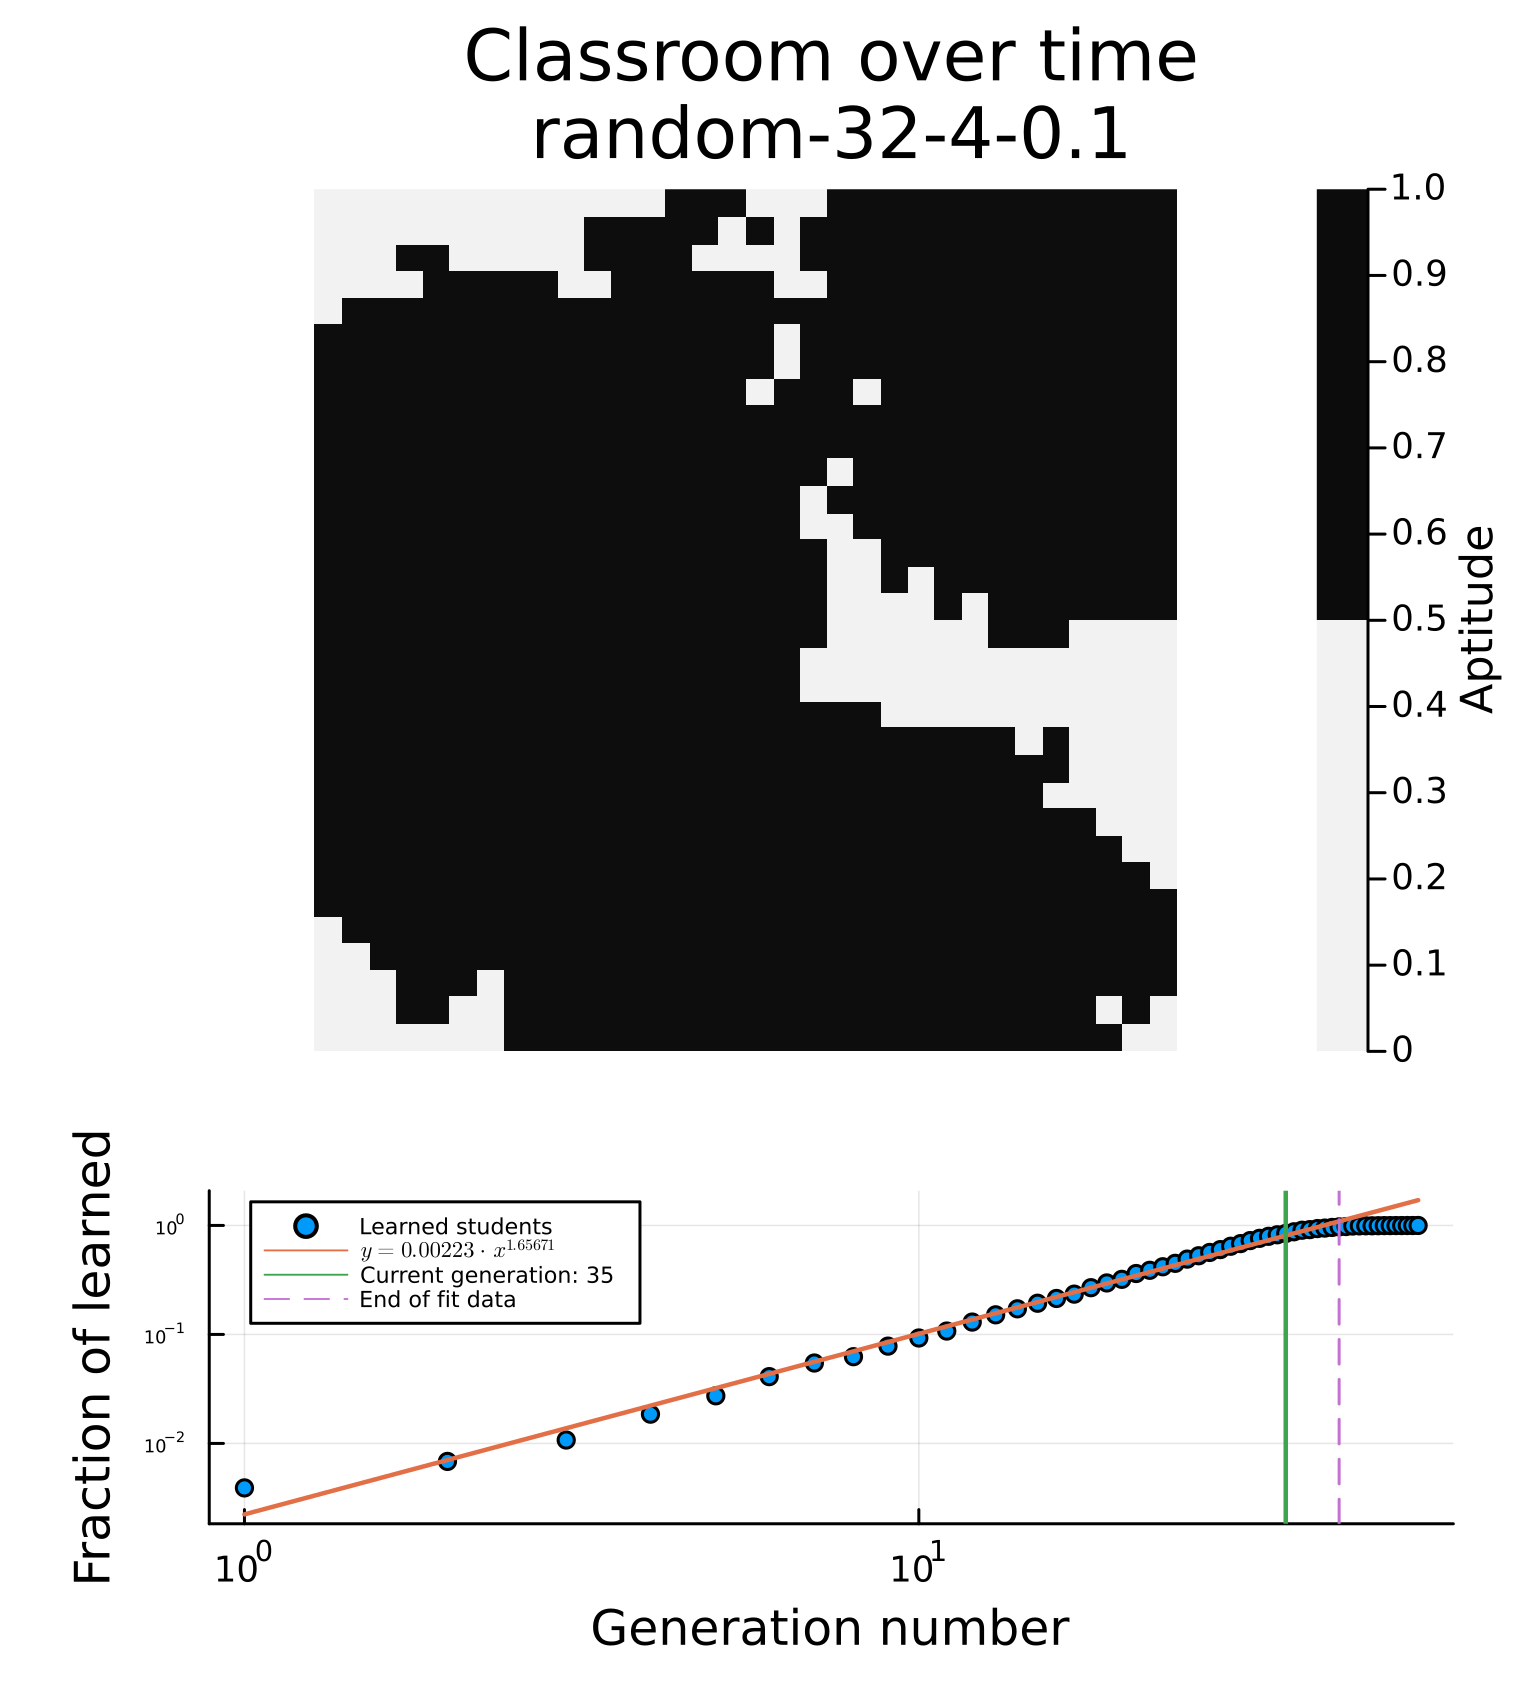 Classroom over time
random-32-4-0.1
1.0
0.9
0.8
0.7
0.6
0.5
0.4
0.3
0.2
0.1
0
Aptitude
Fraction of learned
10⁰
10⁻¹
10⁻²
Learned students
y = 0.00223 · x^1.65671
Current generation: 35
End of fit data
10⁰
10¹
Generation number